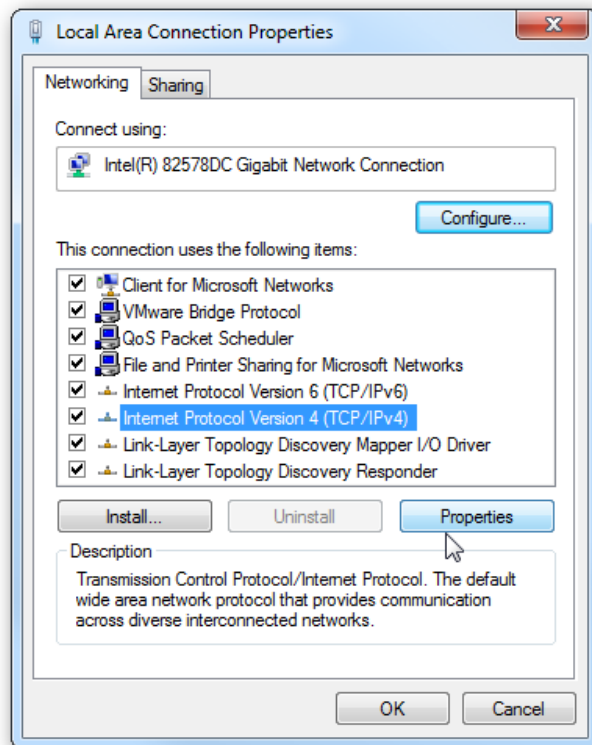 Local Area Connection Properties
Networking
Sharing
Connect using:
Intel(R) 82578DC Gigabit Network Connection
Configure...
This connection uses the following items:
Client for Microsoft Networks
VMware Bridge Protocol
QoS Packet Scheduler
File and Printer Sharing for Microsoft Networks
Internet Protocol Version 6 (TCP/IPv6)
Internet Protocol Version 4 (TCP/IPv4)
Link-Layer Topology Discovery Mapper I/O Driver
Link-Layer Topology Discovery Responder
Install...
Uninstall
Properties
Description
Transmission Control Protocol/Internet Protocol. The default
wide area network protocol that provides communication
across diverse interconnected networks.
OK
Cancel